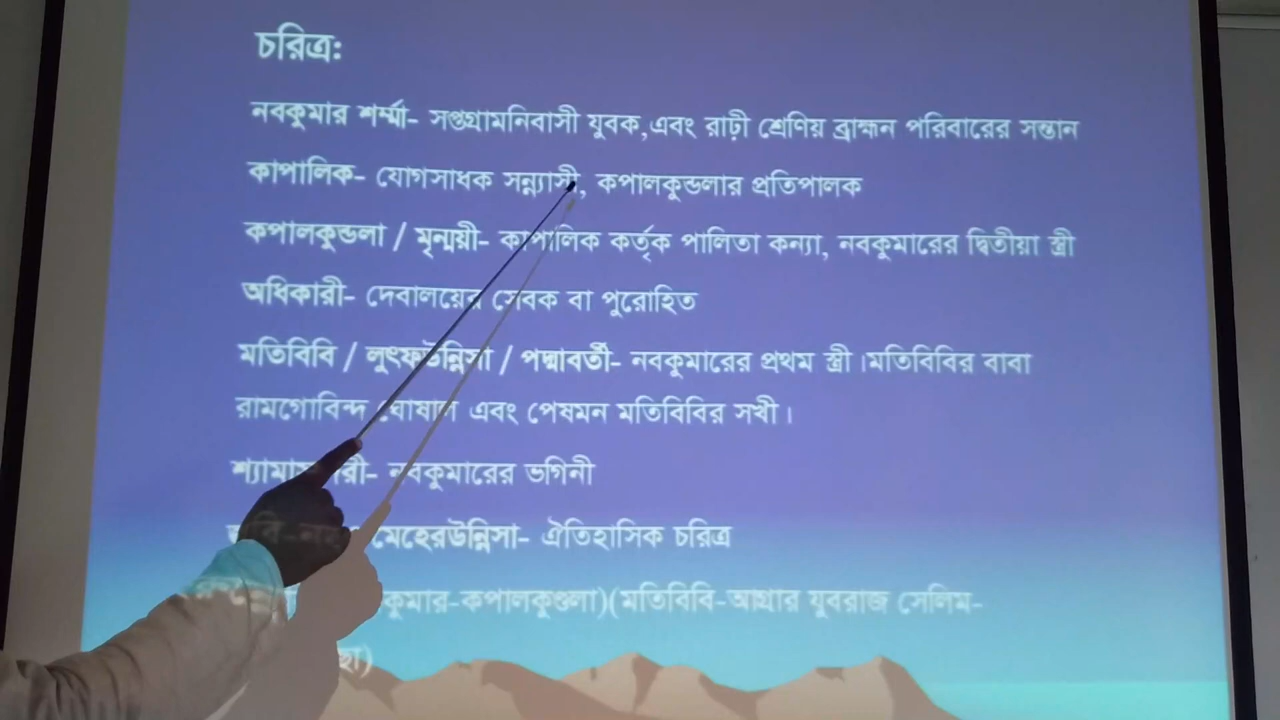 চরিত্র:
নবকুমার শর্ম্মা- সপ্তগ্রামনিবাসী যুবক,এবং রাঢ়ী শ্রেণিয় ব্রাহ্মন পরিবারের সন্তান
কাপালিক- যোগসাধক সন্ন্যাসী, কপালকুন্ডলার প্রতিপালক
কপালকুন্ডলা / মৃন্ময়ী- কাপালিক কর্তৃক পালিতা কন্যা, নবকুমারের দ্বিতীয়া স্ত্রী
অধিকারী- দেবালয়ের সেবক বা পুরোহিত
মতিবিবি / লুৎফউন্নিসা / পদ্মাবর্তী- নবকুমারের প্রথম স্ত্রী।মতিবিবির বাবা
রামগোবিন্দ ঘোষাল এবং পেষমন মতিবিবির সখী।
নবকুমারের ভগিনী
মেহেরউন্নিসা- ঐতিহাসিক চরিত্র
কুমার-কপালকুণ্ডলা)(মতিবিবি-আগ্রার যুবরাজ সেলিম-